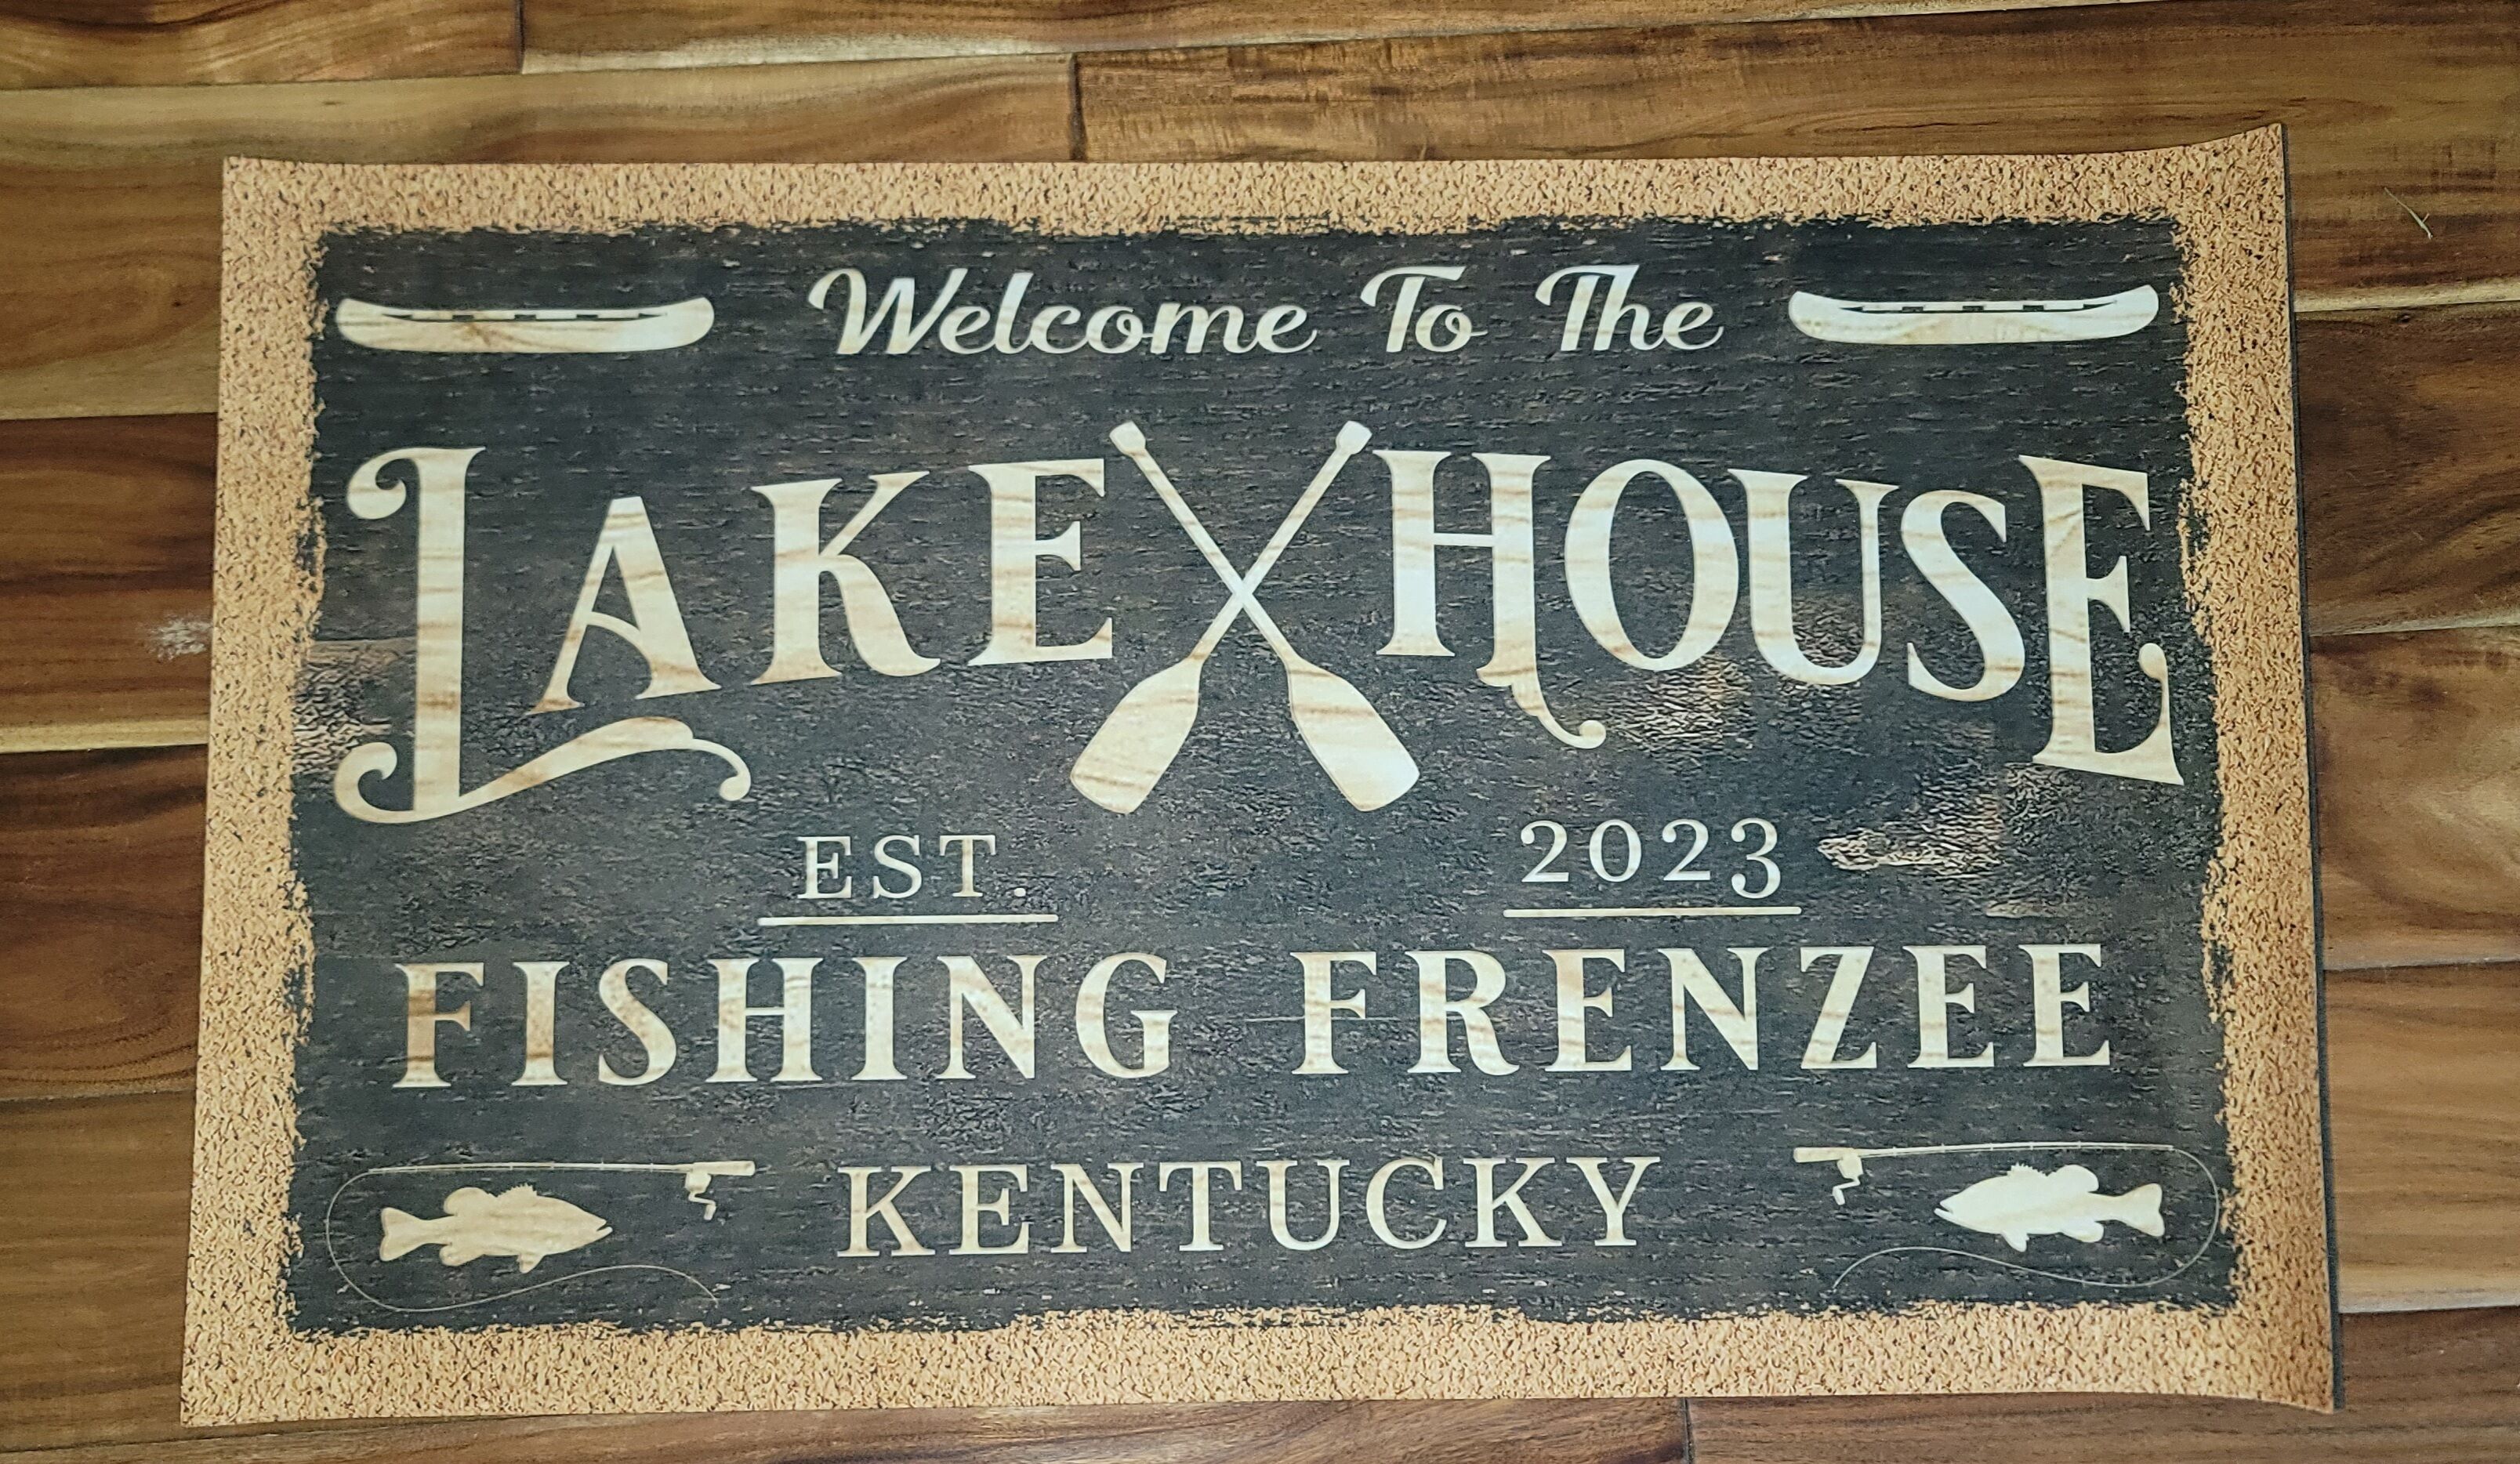 Welcome To The
LAKE HOUSE
EST. 2023
FISHING FRENZEE
KENTUCKY